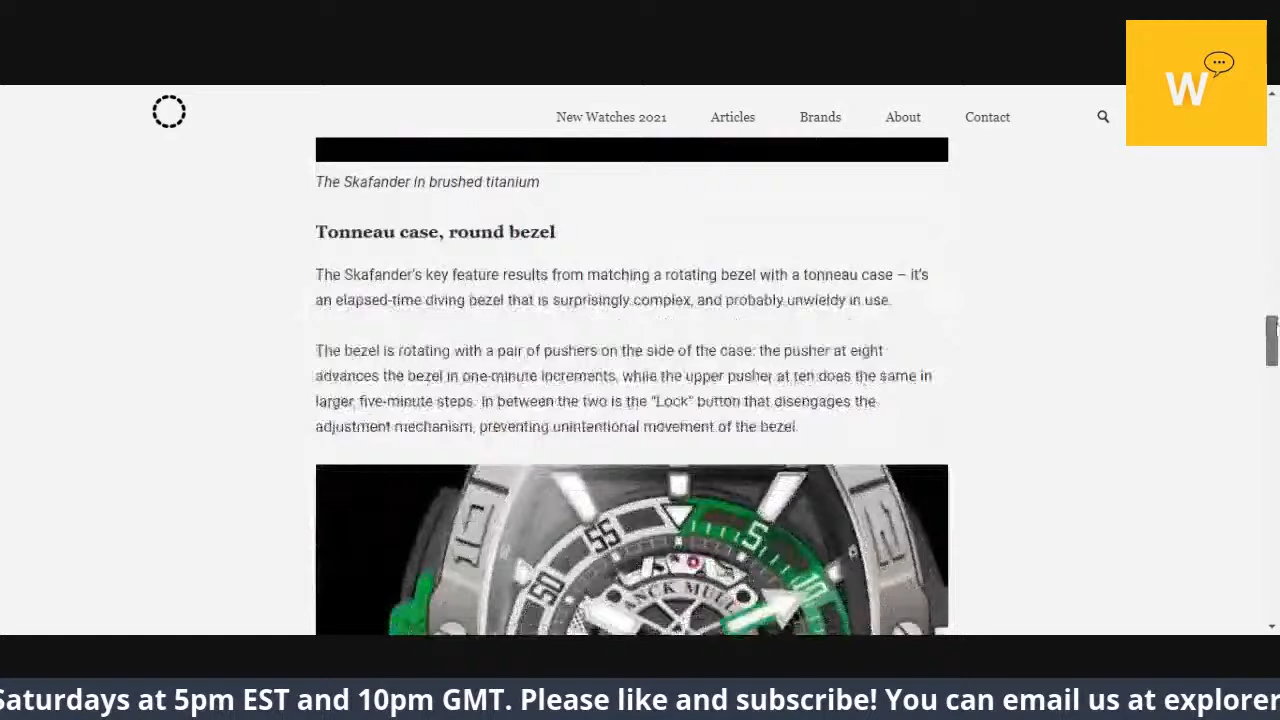 W
New Watches 2021 Articles Brands About Contact
The Skafander in brushed titanium
Tonneau case, round bezel
The Skafander's key feature results from matching a rotating bezel with a tonneau case – it's
an elapsed-time diving bezel that is surprisingly complex, and probably unwieldy in use.
The bezel is rotating with a pair of pushers on the side of the case: the pusher at eight
advances the bezel in one-minute increments, while the upper pusher at ten does the same in
larger, five-minute steps. In between the two is the "Lock" button that disengages the
adjustment mechanism, preventing unintentional movement of the bezel.
55
5
50
10
ANCK MUL
Saturdays at 5pm EST and 10pm GMT. Please like and subscribe! You can email us at explorer